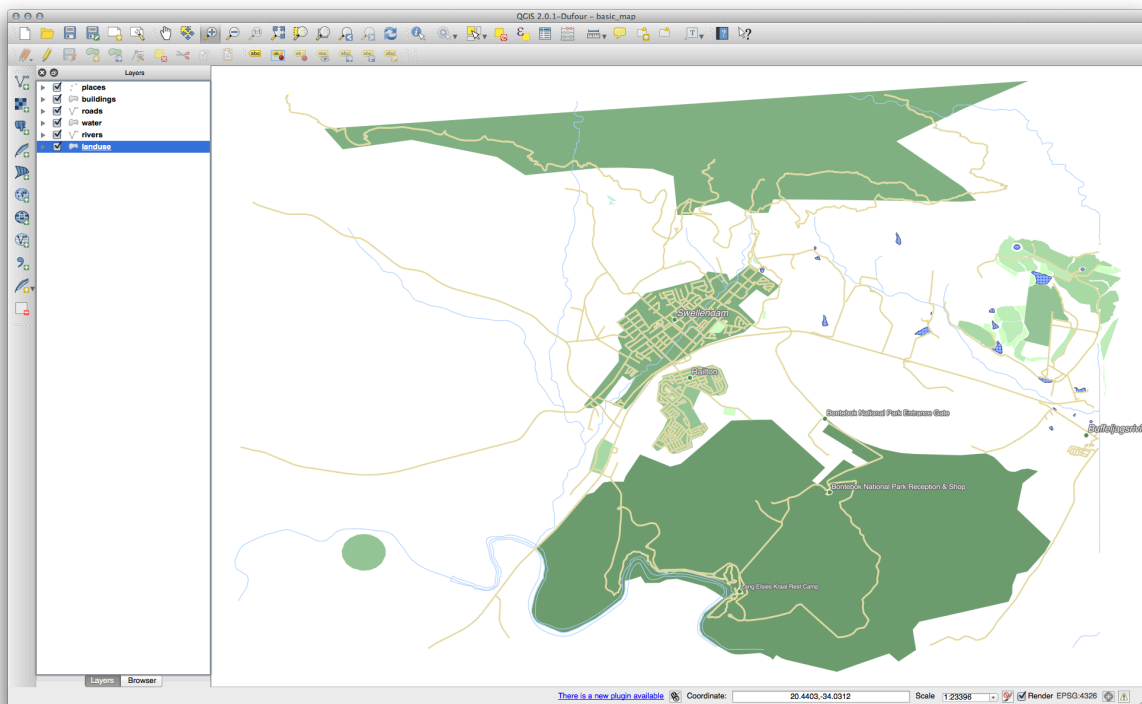 QGIS 2.0.1-Dufour - basic_map
Layers
places
buildings
roads
water
rivers
landuse
Swellendam
Railton
Bontebok National Park Entrance Gate
Bontebok National Park Reception & Shop
Lang Elsies Kraal Rest Camp
Layers
Browser
There is a new plugin available
Coordinate:
20.4403,-34.0312
Scale
1:23396
Render
EPSG:4326